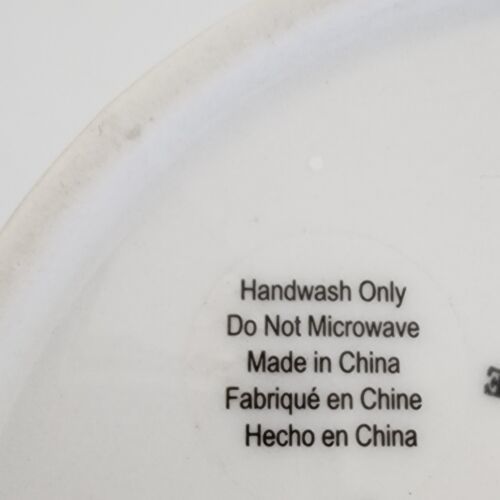 Handwash Only
Do Not Microwave
Made in China
Fabriqué en Chine
Hecho en China